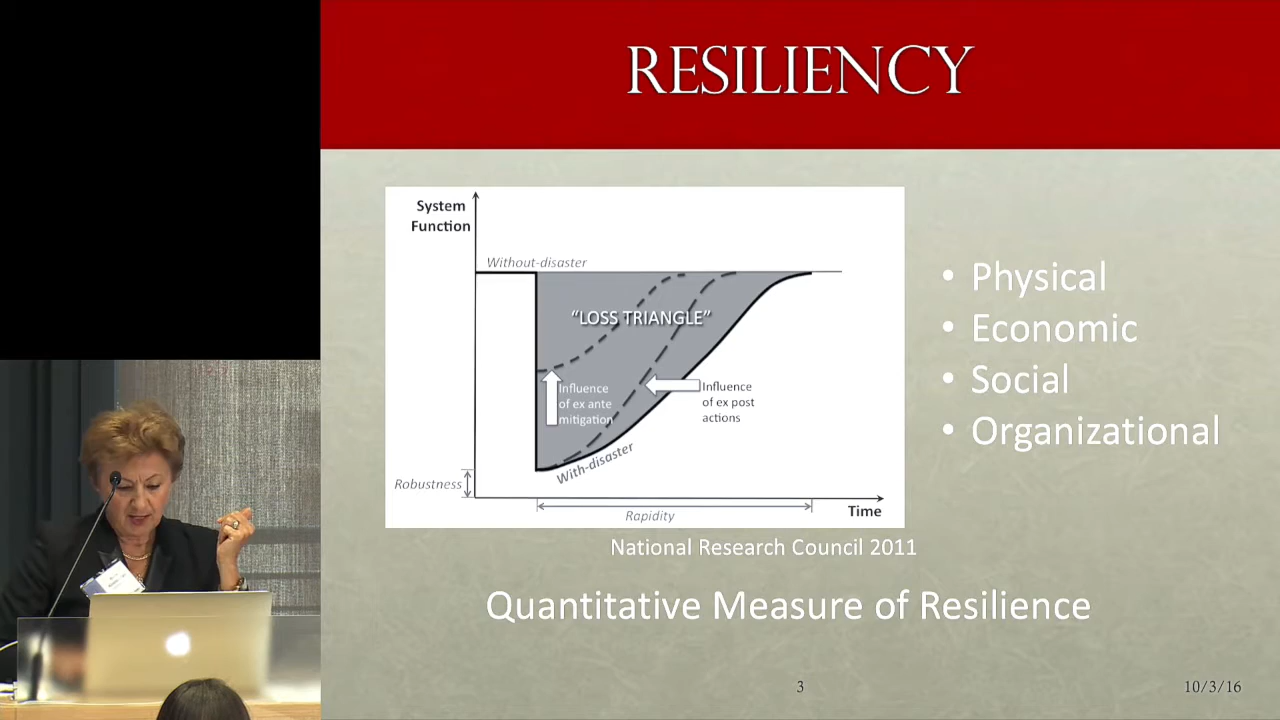 RESILIENCY
System
Function
Without-disaster
"LOSS TRIANGLE"
Influence
of ex ante
mitigation
Influence
of ex post
actions
With-disaster
Robustness
Rapidity
Time
National Research Council 2011
• Physical
• Economic
• Social
• Organizational
Quantitative Measure of Resilience
3
10/3/16